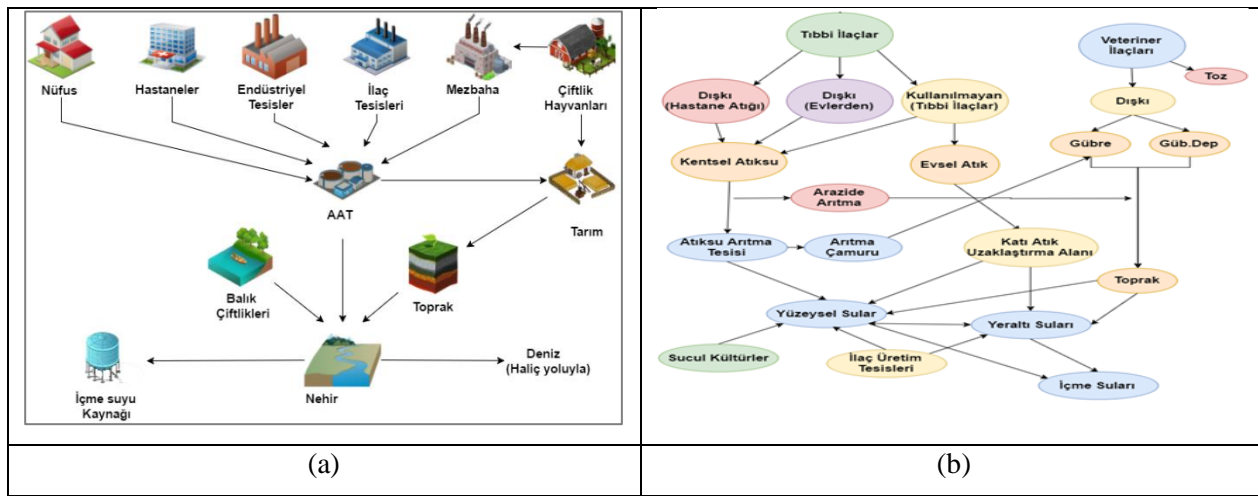 Nüfus
Hastaneler
Endüstriyel
Tesisler
İlaç
Tesisleri
Mezbaha
Çiftlik
Hayvanları
AAT
Tarım
Balık
Çiftlikleri
Toprak
İçme suyu
Kaynağı
Nehir
Deniz
(Haliç yoluyla)
(a)
Tıbbi İlaçlar
Veteriner
İlaçları
Toz
Dışkı
(Hastane Atığı)
Dışkı
(Evlerden)
Kullanılmayan
(Tıbbi İlaçlar)
Dışkı
Kentsel Atıksu
Evsel Atık
Gübre
Güb.Dep
Arazide
Arıtma
Atıksu Arıtma
Tesisi
Arıtma
Çamuru
Katı Atık
Uzaklaştırma Alanı
Toprak
Yüzeysel Sular
Yeraltı Suları
Sucul Kültürler
İlaç Üretim
Tesisleri
İçme Suları
(b)